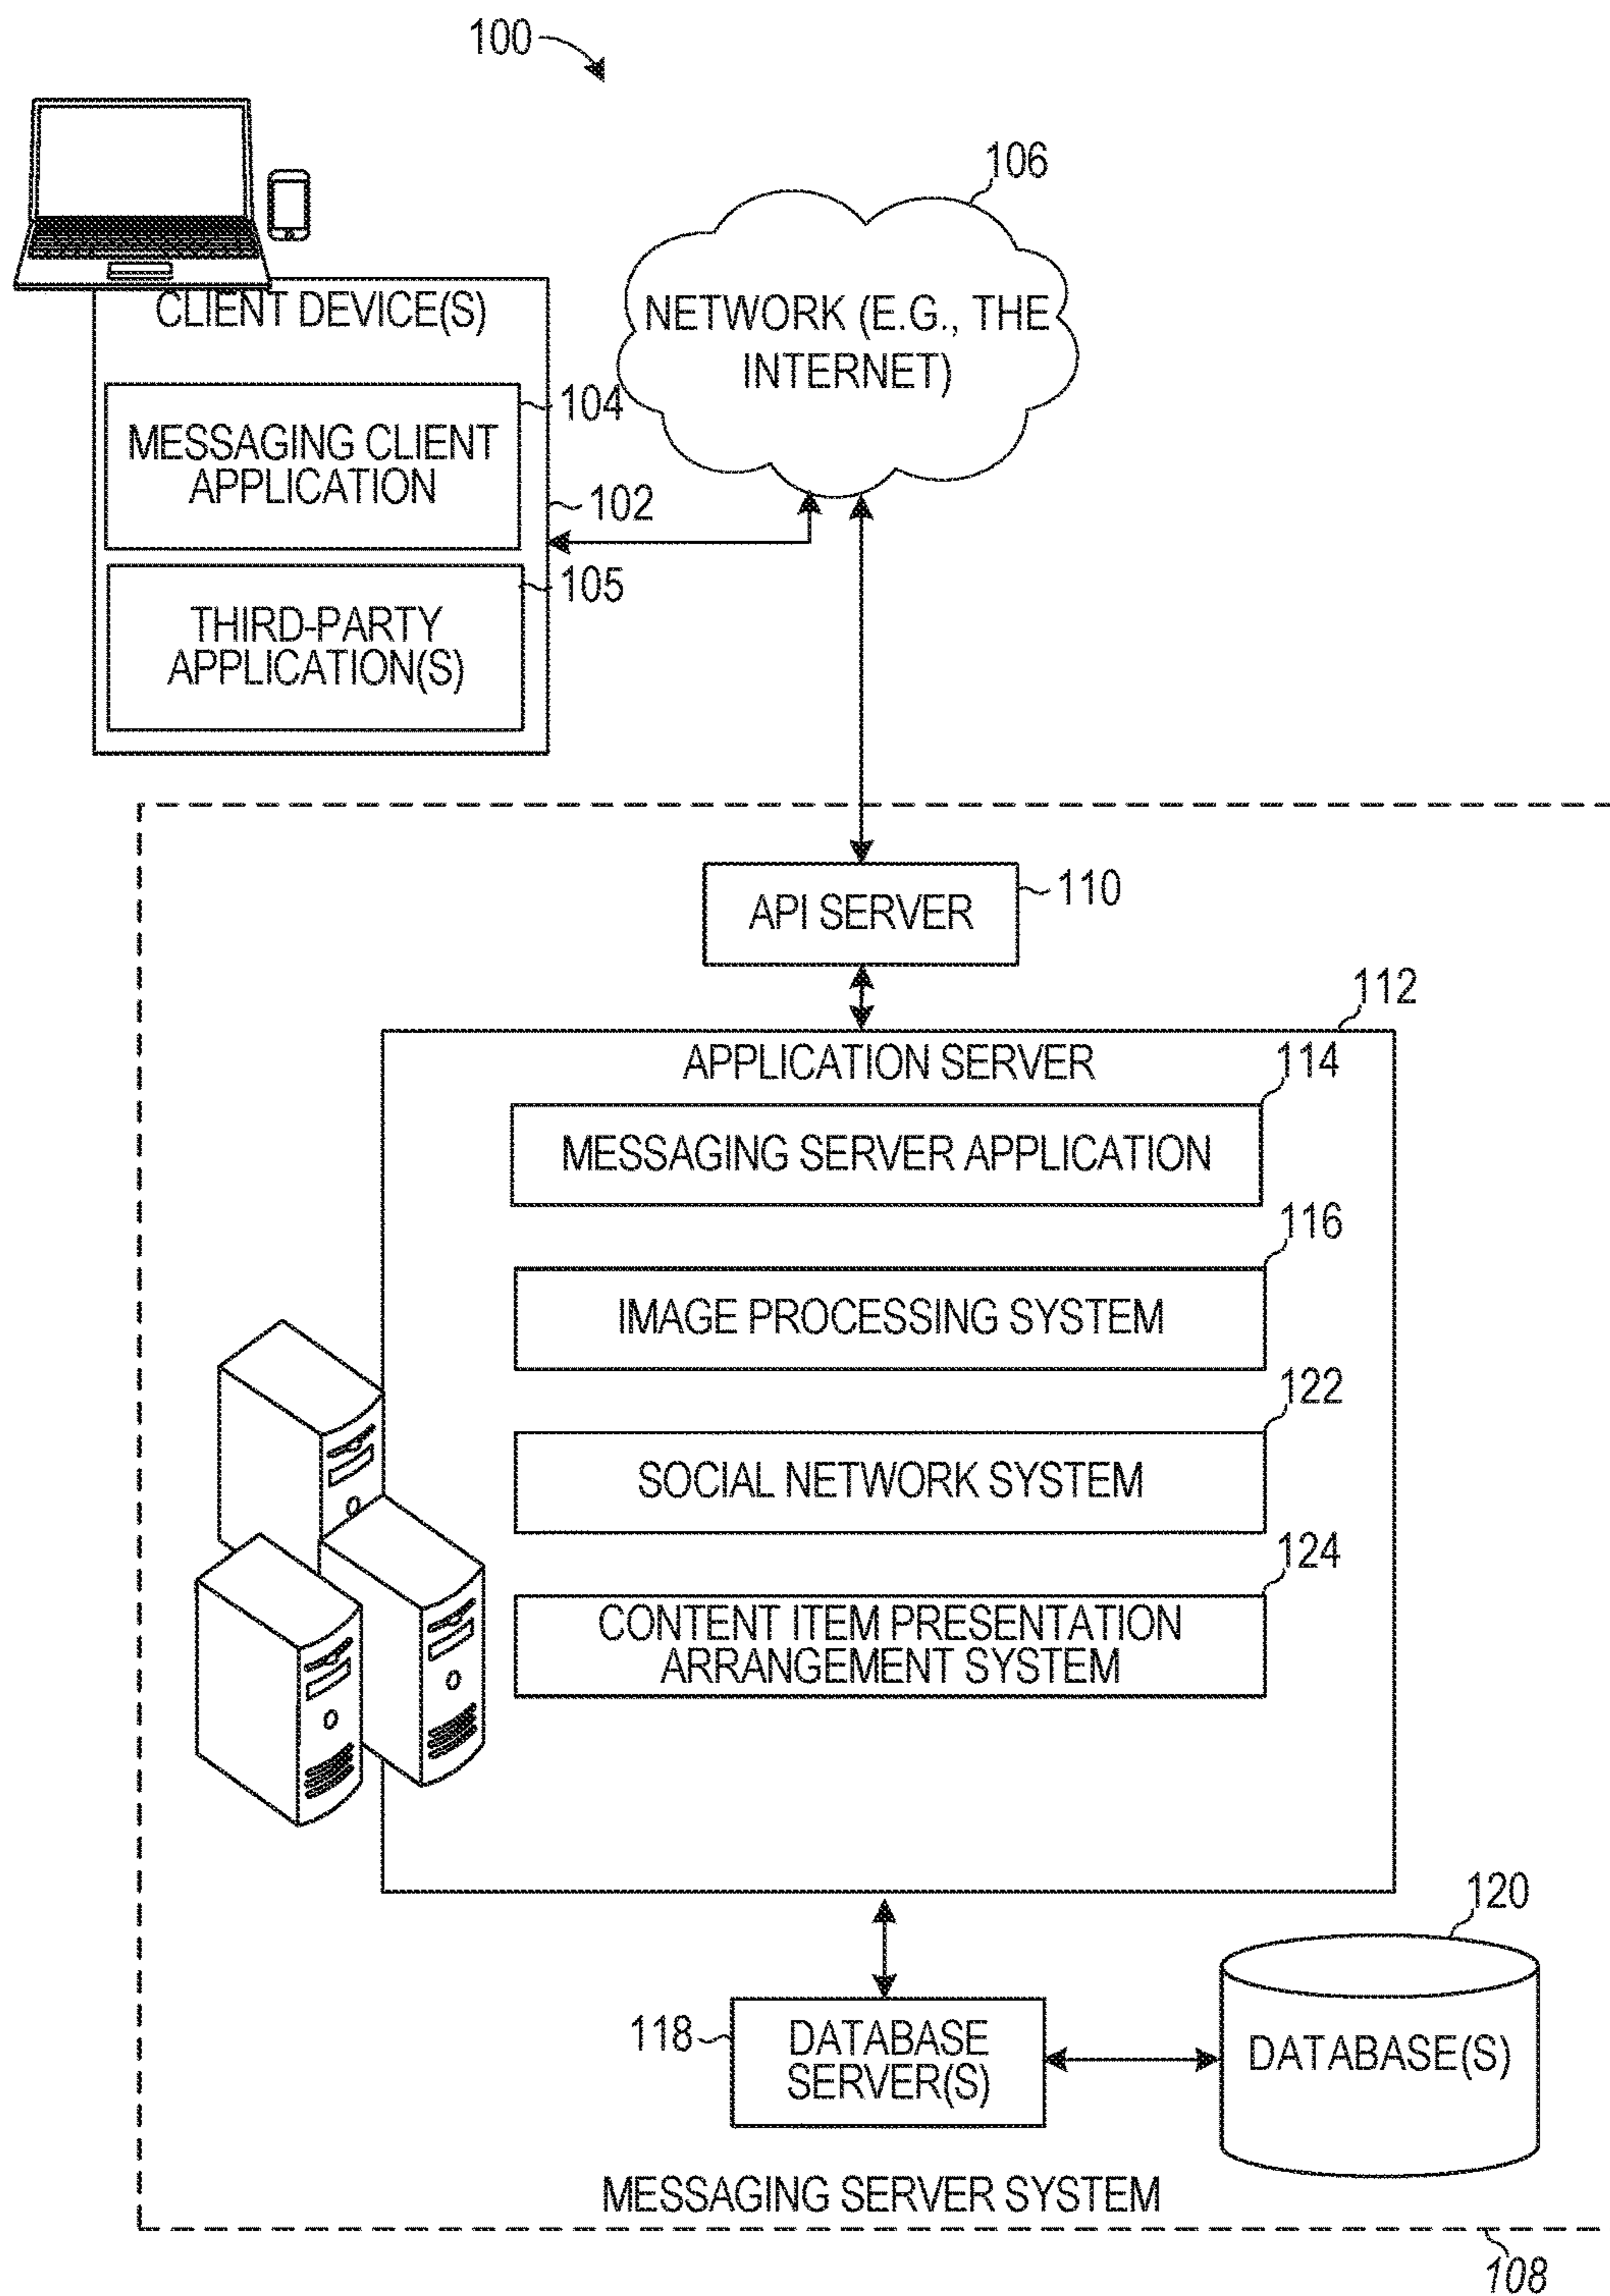 100
106
CLIENT DEVICE(S)
NETWORK (E.G., THE
INTERNET)
104
MESSAGING CLIENT
APPLICATION
102
105
THIRD-PARTY
APPLICATION(S)
API SERVER
110
112
APPLICATION SERVER
114
MESSAGING SERVER APPLICATION
116
IMAGE PROCESSING SYSTEM
122
SOCIAL NETWORK SYSTEM
124
CONTENT ITEM PRESENTATION
ARRANGEMENT SYSTEM
120
118
DATABASE
SERVER(S)
DATABASE(S)
MESSAGING SERVER SYSTEM
108